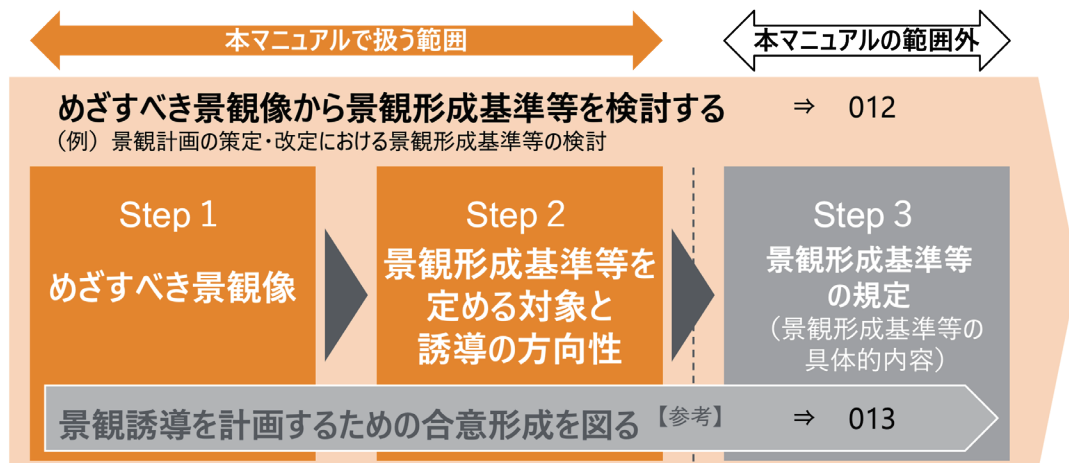 本マニュアルで扱う範囲
本マニュアルの範囲外
めざすべき景観像から景観形成基準等を検討する ⇒ 012
（例）景観計画の策定・改定における景観形成基準等の検討
Step 1
めざすべき景観像
Step 2
景観形成基準等を
定める対象と
誘導の方向性
Step 3
景観形成基準等
の規定
（景観形成基準等の
具体的内容）
景観誘導を計画するための合意形成を図る【参考】 ⇒ 013